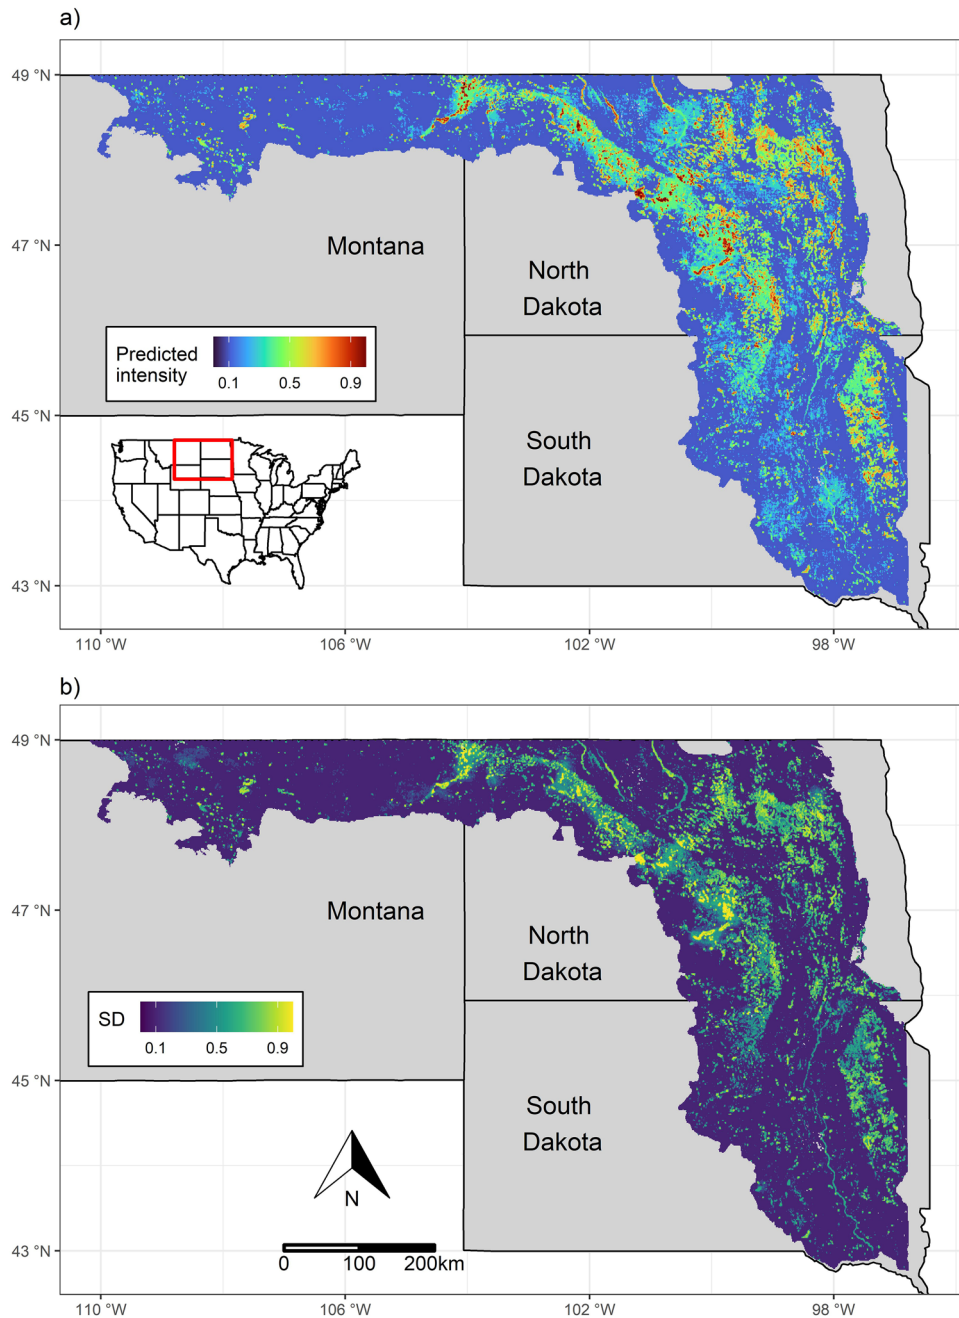 a)
49 °N
47 °N
45 °N
43 °N
Montana
North
Dakota
South
Dakota
Predicted
intensity
0.1 0.5 0.9
110 °W 106 °W 102 °W 98 °W
b)
49 °N
47 °N
45 °N
43 °N
Montana
North
Dakota
South
Dakota
SD
0.1 0.5 0.9
N
0 100 200km
110 °W 106 °W 102 °W 98 °W